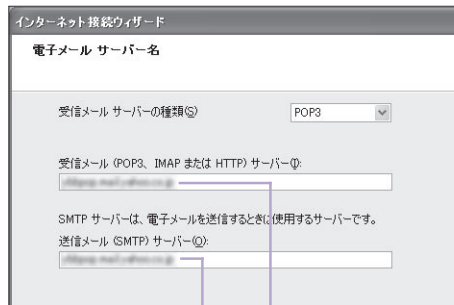 インターネット接続ウィザード
電子メール サーバー名
受信メール サーバーの種類(S)
POP3
受信メール (POP3、IMAP または HTTP) サーバー(I):
SMTP サーバーは、電子メールを送信するときに使用するサーバーです。
送信メール (SMTP) サーバー(O):